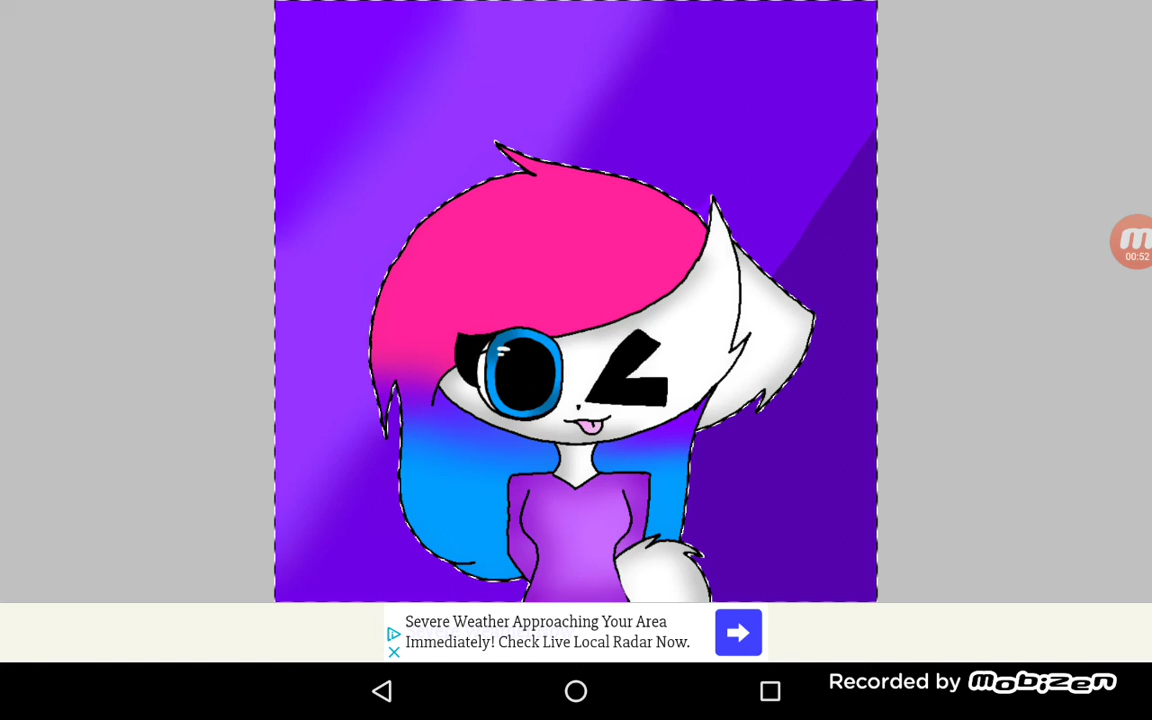 00:52
Severe Weather Approaching Your Area
Immediately! Check Live Local Radar Now.
Recorded by mobizen